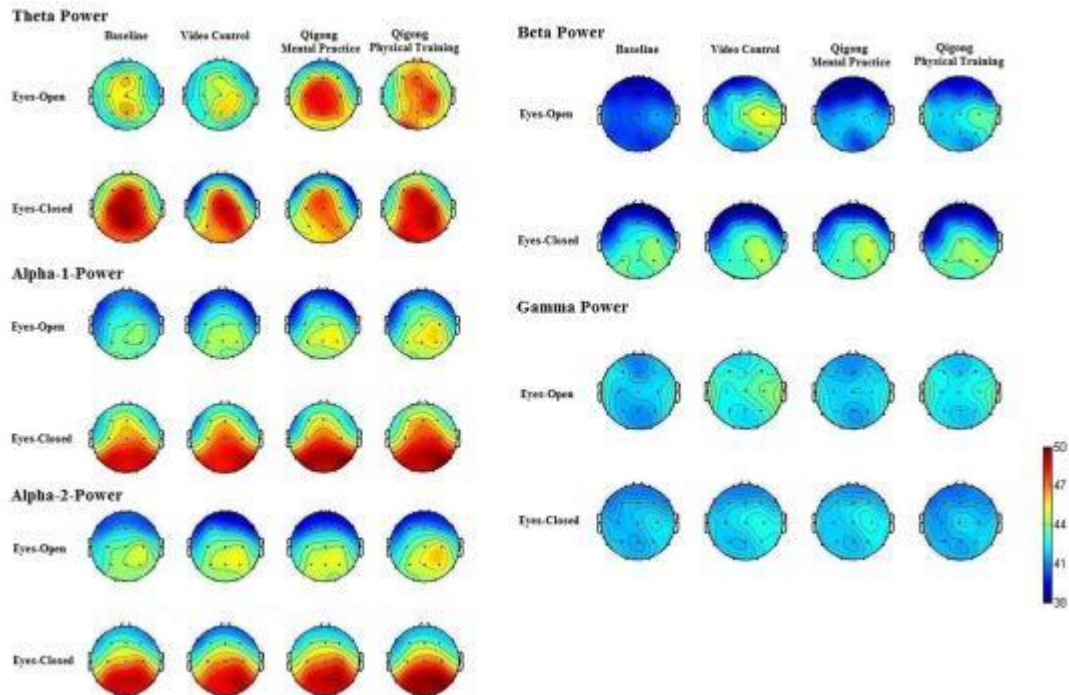 Theta Power
Baseline Video Control Qigong Mental Practice Qigong Physical Training
Eyes-Open
Eyes-Closed
Alpha-1-Power
Eyes-Open
Eyes-Closed
Alpha-2-Power
Eyes-Open
Eyes-Closed
Beta Power
Baseline Video Control Qigong Mental Practice Qigong Physical Training
Eyes-Open
Eyes-Closed
Gamma Power
Eyes-Open
Eyes-Closed
50
47
44
41
38